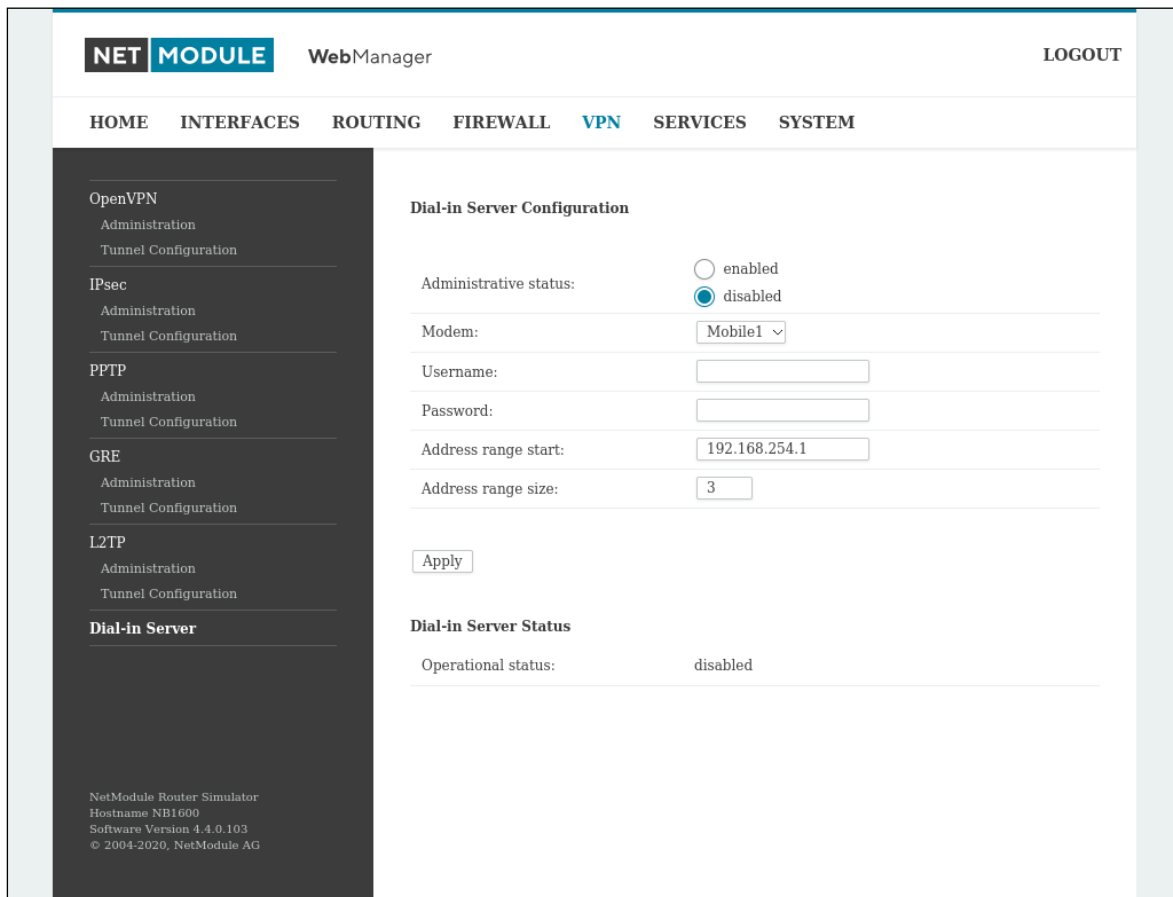 NET MODULE WebManager LOGOUT
HOME INTERFACES ROUTING FIREWALL VPN SERVICES SYSTEM
OpenVPN
Administration
Tunnel Configuration
IPsec
Administration
Tunnel Configuration
PPTP
Administration
Tunnel Configuration
GRE
Administration
Tunnel Configuration
L2TP
Administration
Tunnel Configuration
Dial-in Server
NetModule Router Simulator
Hostname NB1600
Software Version 4.4.0.103
© 2004-2020, NetModule AG
Dial-in Server Configuration
Administrative status:
enabled
disabled
Modem: Mobile1
Username:
Password:
Address range start: 192.168.254.1
Address range size: 3
Apply
Dial-in Server Status
Operational status: disabled